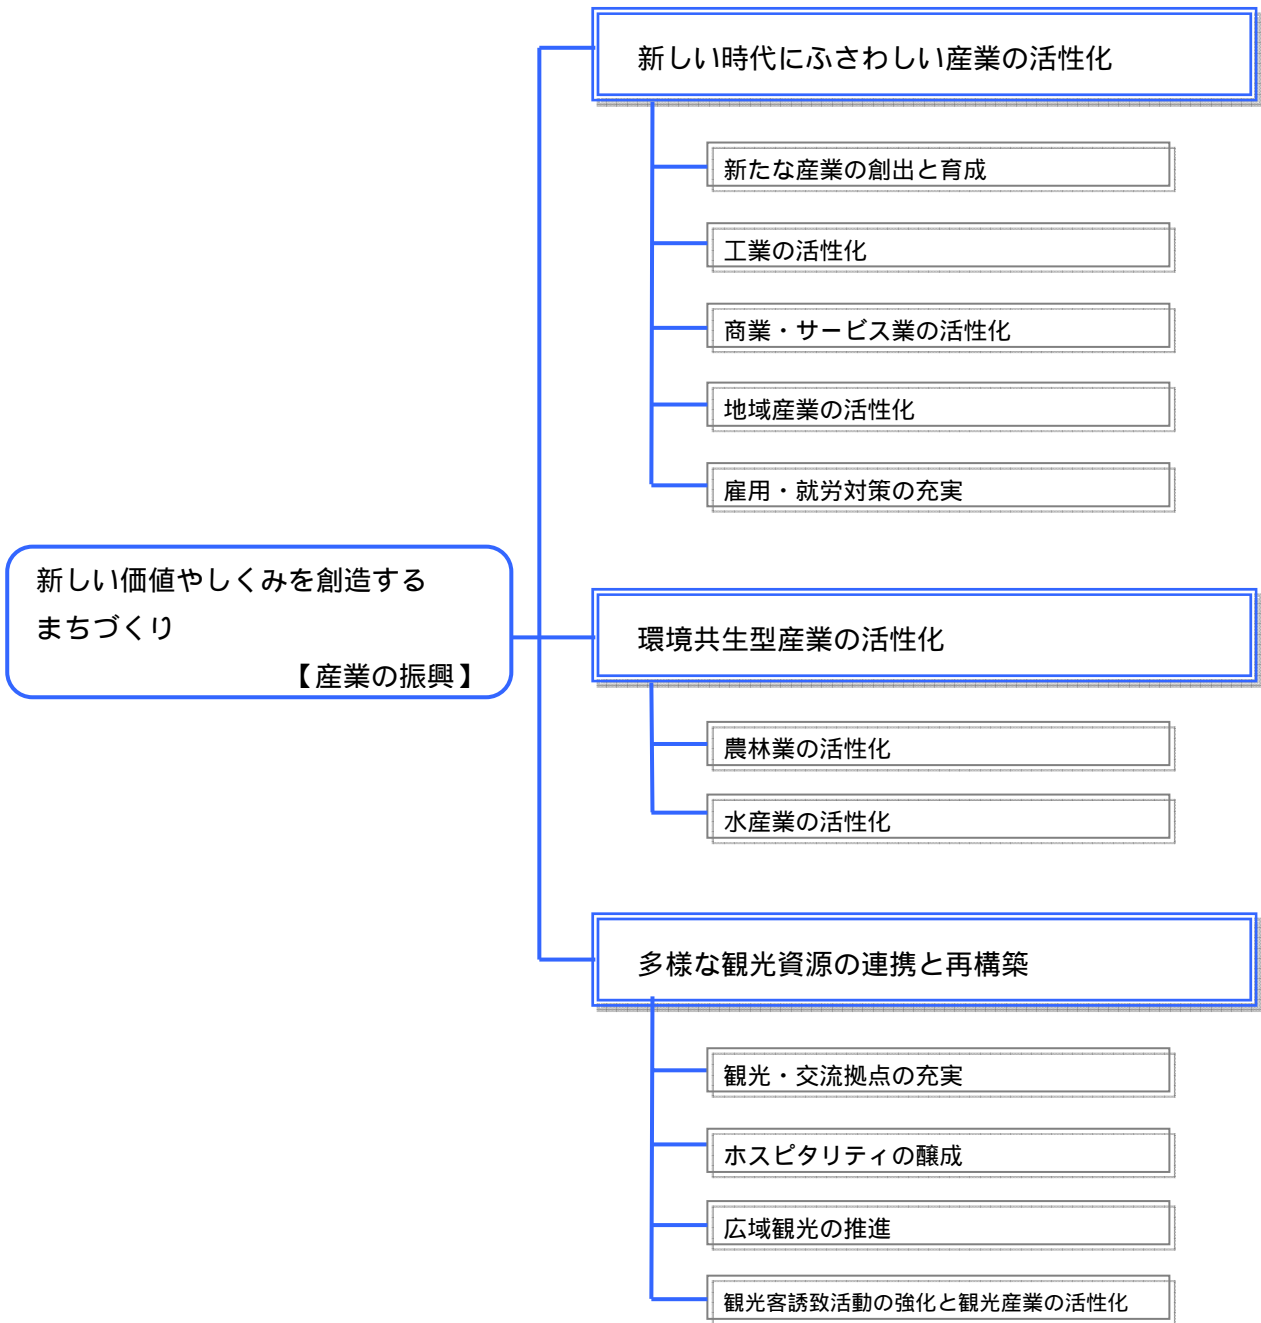 新しい時代にふさわしい産業の活性化
新たな産業の創出と育成
工業の活性化
商業・サービス業の活性化
地域産業の活性化
雇用・就労対策の充実
新しい価値やしくみを創造する
まちづくり
【産業の振興】
環境共生型産業の活性化
農林業の活性化
水産業の活性化
多様な観光資源の連携と再構築
観光・交流拠点の充実
ホスピタリティの醸成
広域観光の推進
観光客誘致活動の強化と観光産業の活性化